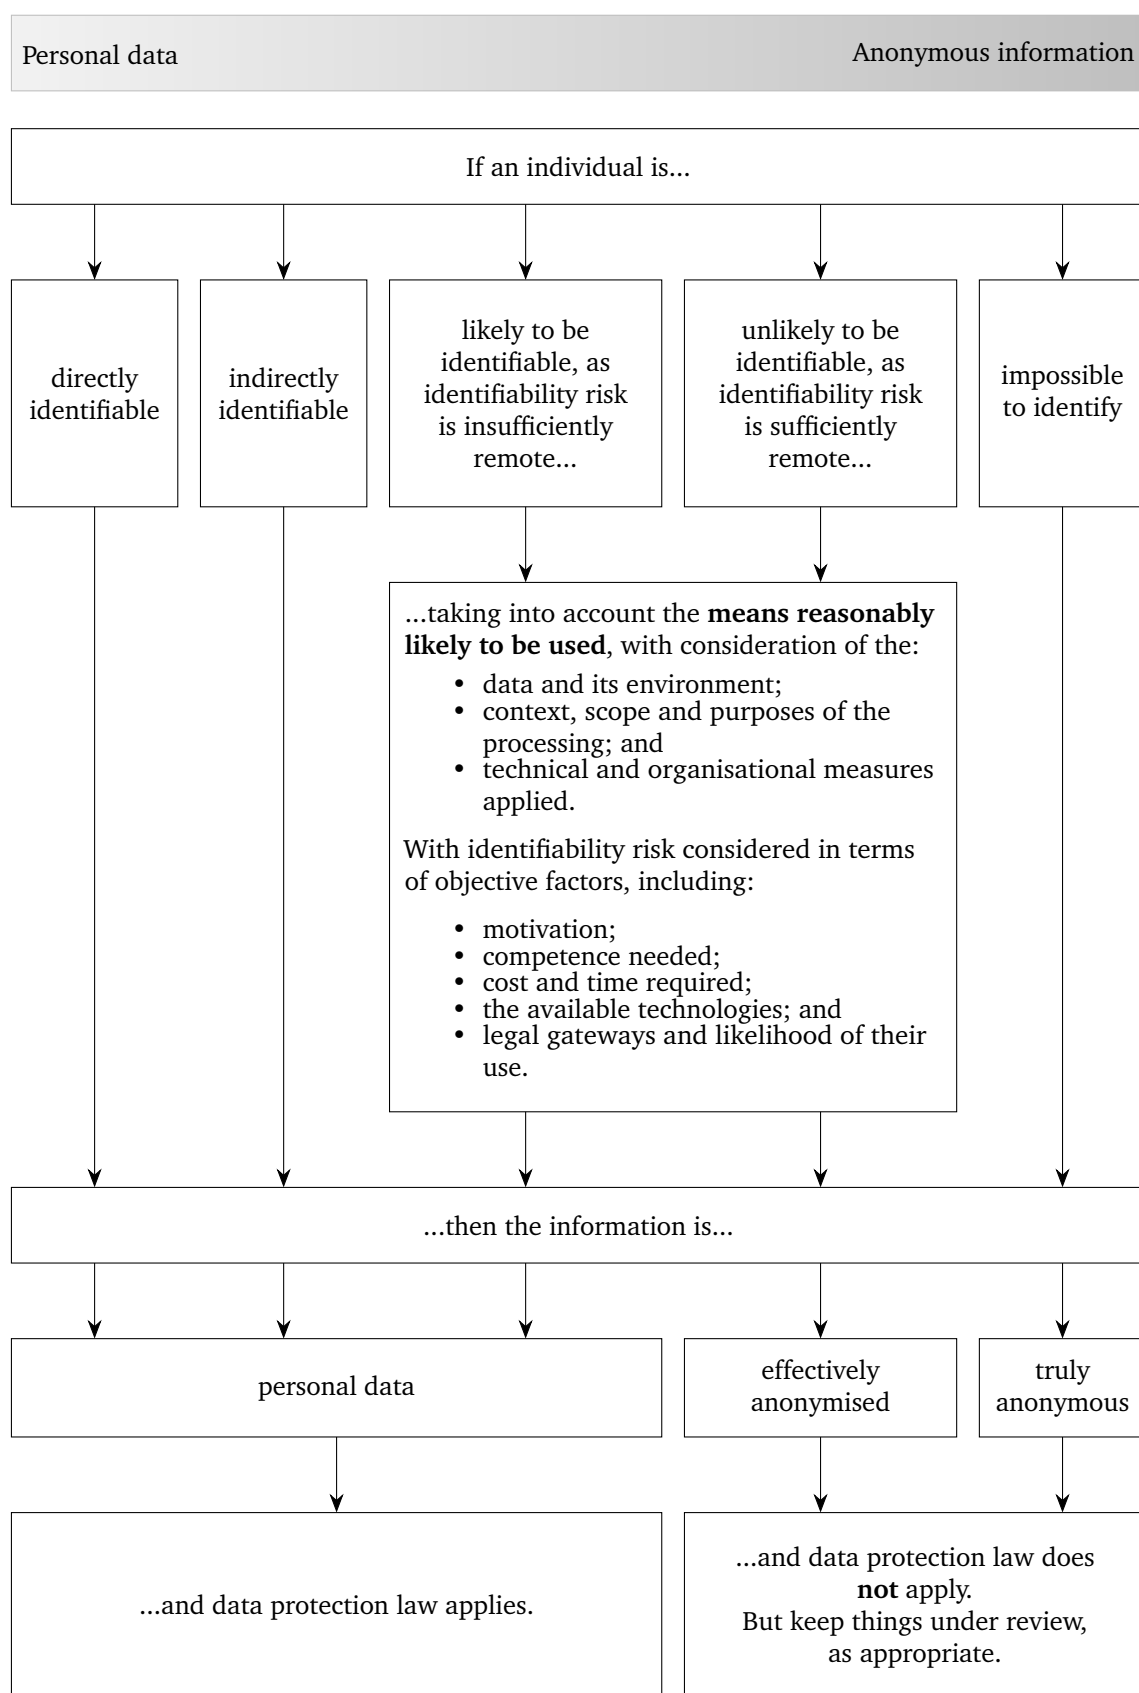 Personal data
Anonymous information
If an individual is...
directly
identifiable
indirectly
identifiable
likely to be
identifiable, as
identifiability risk
is insufficiently
remote...
unlikely to be
identifiable, as
identifiability risk
is sufficiently
remote...
impossible
to identify
...taking into account the means reasonably
likely to be used, with consideration of the:
• data and its environment;
• context, scope and purposes of the
processing; and
• technical and organisational measures
applied.
With identifiability risk considered in terms
of objective factors, including:
• motivation;
• competence needed;
• cost and time required;
• the available technologies; and
• legal gateways and likelihood of their
use.
...then the information is...
personal data
effectively
anonymised
truly
anonymous
...and data protection law applies.
...and data protection law does
not apply.
But keep things under review,
as appropriate.